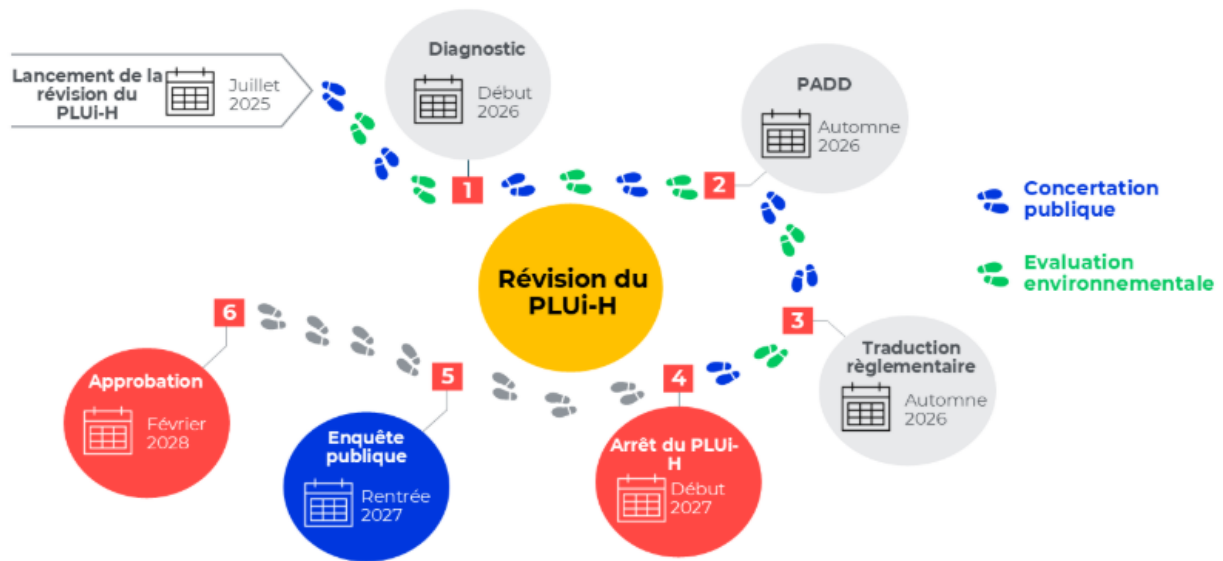 Lancement de la
révision du
PLUi-H
Juillet
2025
Diagnostic
Début
2026
1
PADD
Automne
2026
2
Concertation
publique
Evaluation
environnementale
Révision du
PLUi-H
3
Traduction
règlementaire
Automne
2026
4
Arrêt du PLUi-
H
Début
2027
5
Enquête
publique
Rentrée
2027
6
Approbation
Février
2028